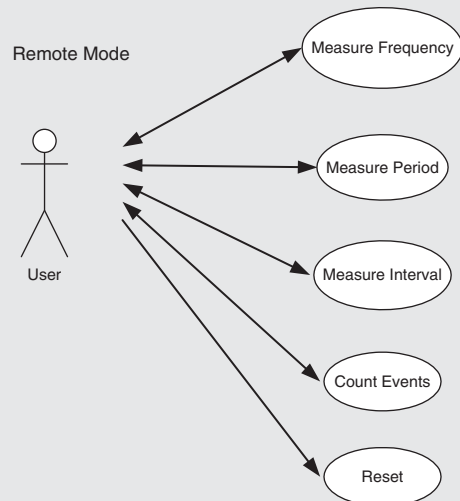 Remote Mode
Measure Frequency
Measure Period
User
Measure Interval
Count Events
Reset